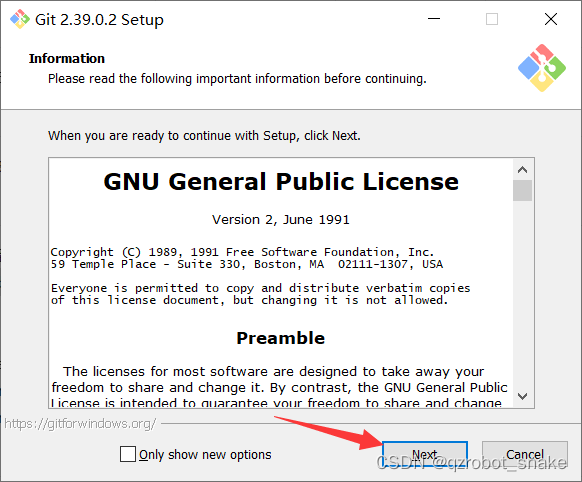 Git 2.39.0.2 Setup
Information
Please read the following important information before continuing.
When you are ready to continue with Setup, click Next.
GNU General Public License
Version 2, June 1991
Copyright (C) 1989, 1991 Free Software Foundation, Inc.
59 Temple Place - Suite 330, Boston, MA  02111-1307, USA
Everyone is permitted to copy and distribute verbatim copies
of this license document, but changing it is not allowed.
Preamble
The licenses for most software are designed to take away your
freedom to share and change it. By contrast, the GNU General Public
License is intended to guarantee your freedom to share and change
https://gitforwindows.org/
Only show new options
Next
Cancel
CSDN @qzrobot_snake